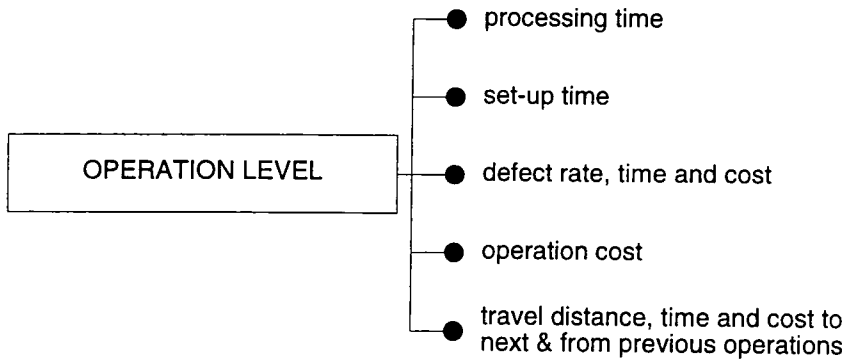 processing time
set-up time
OPERATION LEVEL
defect rate, time and cost
operation cost
travel distance, time and cost to
next & from previous operations